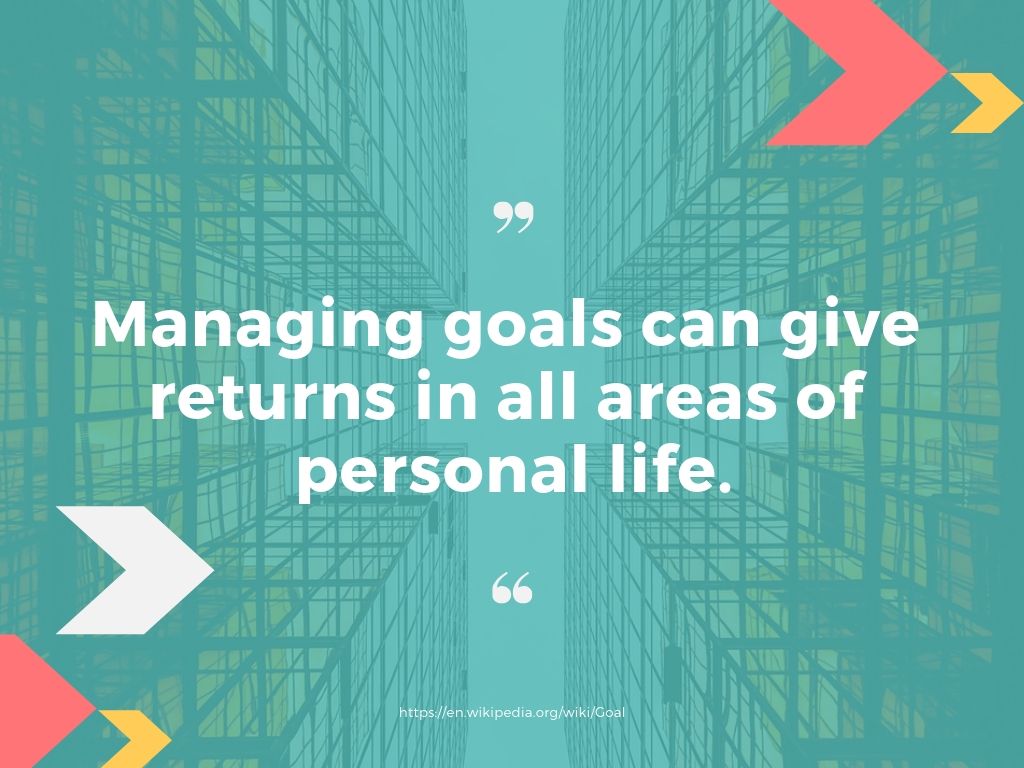 ”
Managing goals can give
returns in all areas of
personal life.
“
https://en.wikipedia.org/wiki/Goal